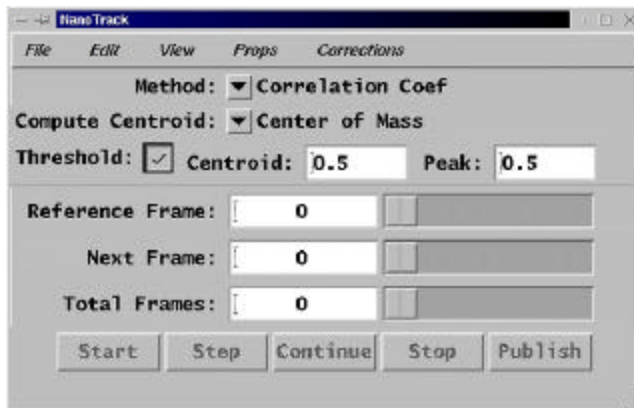 NanoTrack
File Edit View Props Corrections
Method: Correlation Coef
Compute Centroid: Center of Mass
Threshold: Centroid: 0.5 Peak: 0.5
Reference Frame: 0
Next Frame: 0
Total Frames: 0
Start Step Continue Stop Publish